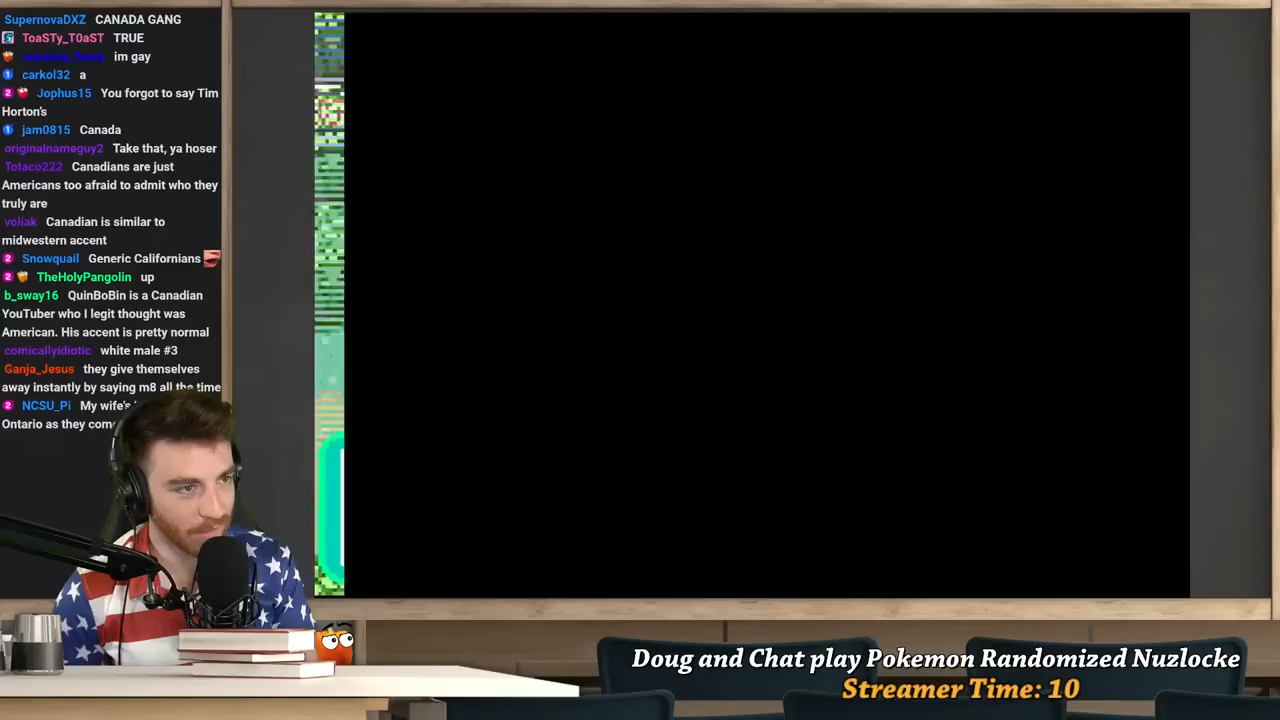 SupernovaDXZ CANADA GANG
ToaSTy_T0aST TRUE
im gay
carkol32 a
Jophus15 You forgot to say Tim
Horton's
jam0815 Canada
originalnameguy2 Take that, ya hoser
Totaco222 Canadians are just
Americans too afraid to admit who they
truly are
voliak Canadian is similar to
midwestern accent
Snowquail Generic Californians
TheHolyPangolin up
b_sway16 QuinBoBin is a Canadian
YouTuber who I legit thought was
American. His accent is pretty normal
comicallyidiotic white male #3
Ganja_Jesus they give themselves
away instantly by saying m8 all the time
NCSU_Pi My wife's
Ontario as they
Doug and Chat play Pokemon Randomized Nuzlocke
Streamer Time: 10